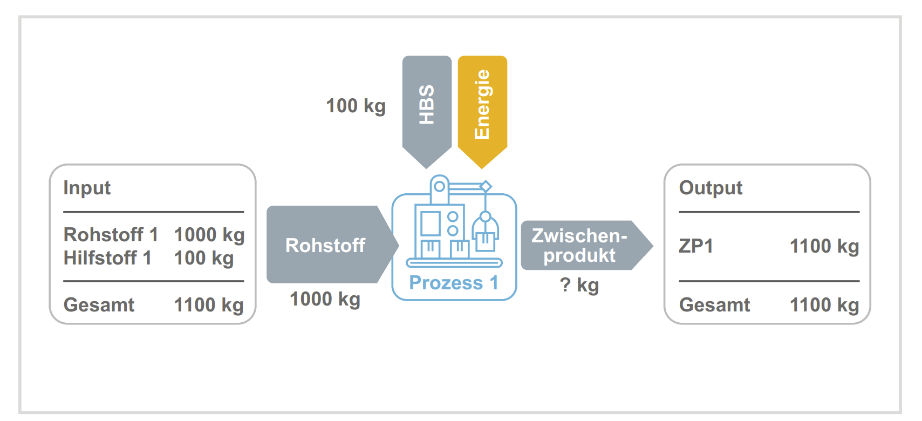 100 kg
HBS
Energie
Input
Rohstoff 1 1000 kg
Hilfstoff 1 100 kg
Gesamt 1100 kg
Rohstoff
1000 kg
Prozess 1
Zwischen-
produkt
? kg
Output
ZP1 1100 kg
Gesamt 1100 kg